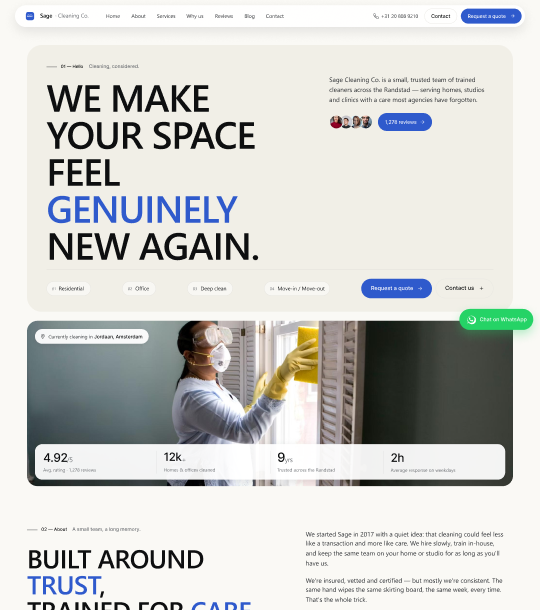 Sage Cleaning Co. Home About Services Why us Reviews Blog Contact +31 20 888 9210 Contact Request a quote →
01 — Hello Cleaning, considered.
WE MAKE
YOUR SPACE
FEEL
GENUINELY
NEW AGAIN.
Sage Cleaning Co. is a small, trusted team of trained
cleaners across the Randstad — serving homes, studios
and clinics with a care most agencies have forgotten.
1,278 reviews →
01 Residential 02 Office 03 Deep clean 04 Move-in / Move-out Request a quote → Contact us +
Chat on WhatsApp
Currently cleaning in Jordaan, Amsterdam
4.92/5 12k+ 9yrs 2h
Avg. rating · 1,278 reviews Homes & offices cleaned Trusted across the Randstad Average response on weekdays
02 — About A small team, a long memory.
BUILT AROUND
TRUST,
TRAINED FOR CARE
We started Sage in 2017 with a quiet idea: that cleaning could feel less
like a transaction and more like care. We hire slowly, train in-house,
and keep the same team on your home or studio for as long as you'll
have us.
We're insured, vetted and certified — but mostly we're consistent. The
same hand wipes the same skirting board, the same week, every time.
That's the whole trick.